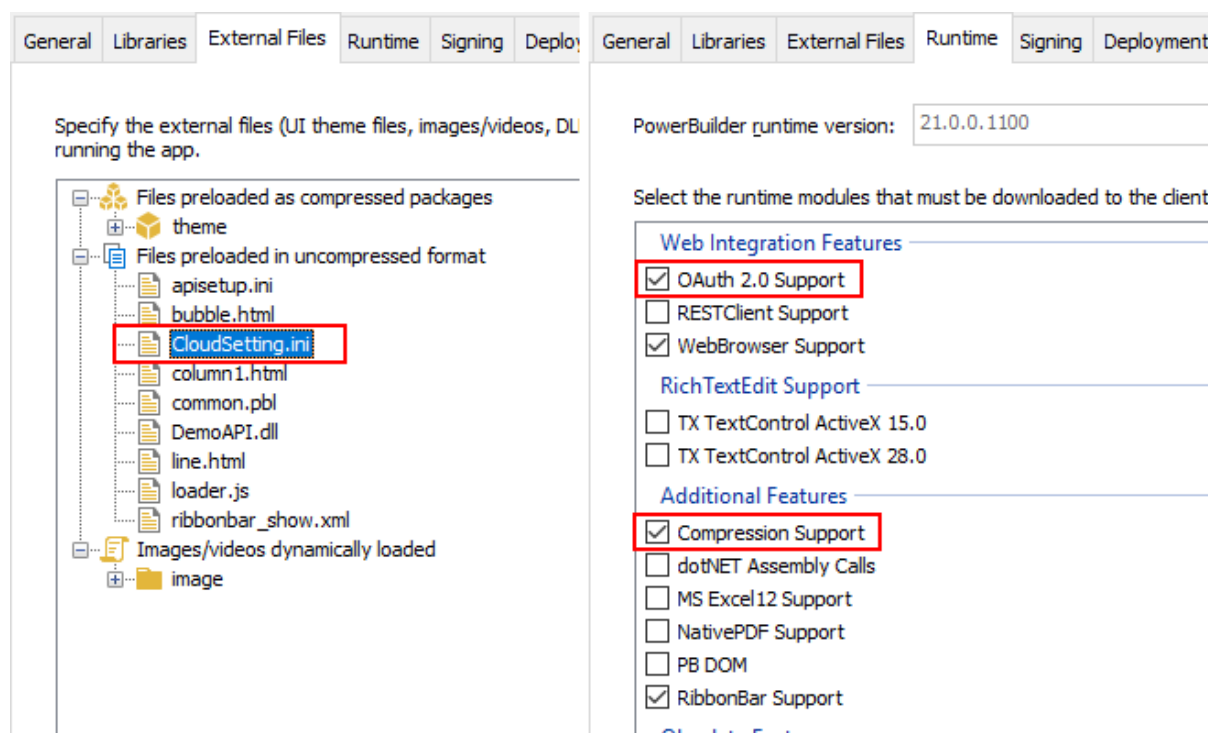 General Libraries External Files Runtime Signing
Specify the external files (UI theme files, images/videos,
running the app.
Files preloaded as compressed packages
theme
Files preloaded in uncompressed format
apisetup.ini
bubble.html
CloudSetting.ini
column1.html
common.pbl
DemoAPI.dll
line.html
loader.js
ribbonbar_show.xml
Images/videos dynamically loaded
image
General Libraries External Files Runtime Signing Deployment
PowerBuilder runtime version: 21.0.0.1100
Select the runtime modules that must be downloaded to the client
Web Integration Features
OAuth 2.0 Support
RESTClient Support
WebBrowser Support
RichTextEdit Support
TX TextControl ActiveX 15.0
TX TextControl ActiveX 28.0
Additional Features
Compression Support
dotNET Assembly Calls
MS Excel12 Support
NativePDF Support
PB DOM
RibbonBar Support